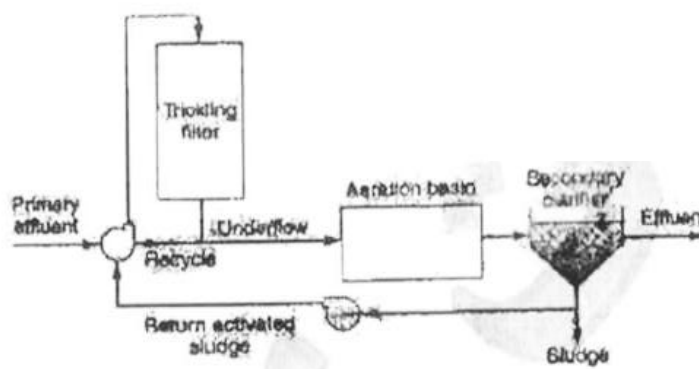 Trickling
filter
Aeration basin
Secondary
clarifier
Primary
effluent
Underflow
Effluent
Recycle
Return activated
sludge
Sludge